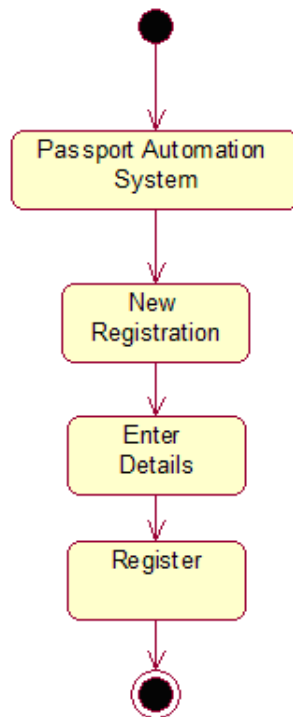 Passport Automation
System
New
Registration
Enter
Details
Register